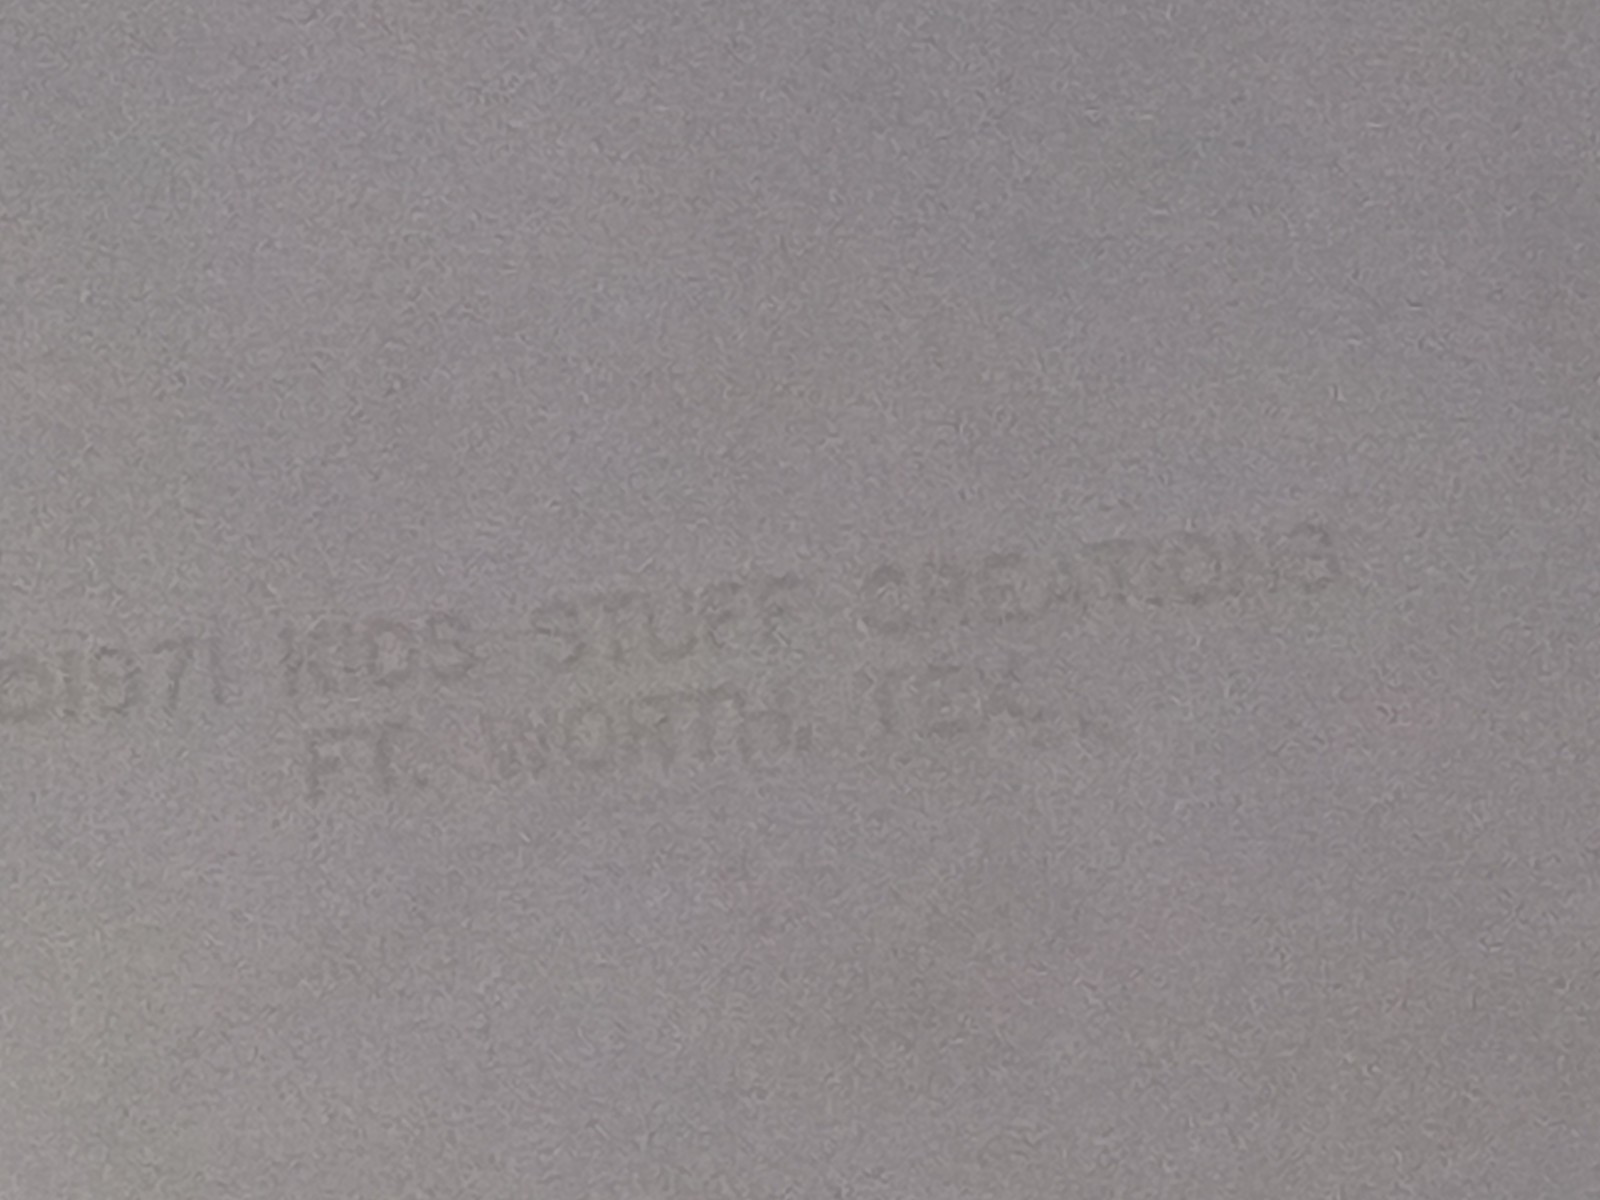 ©1971 KIDS STUFF CREATIONS
FT. WORTH, TEX.